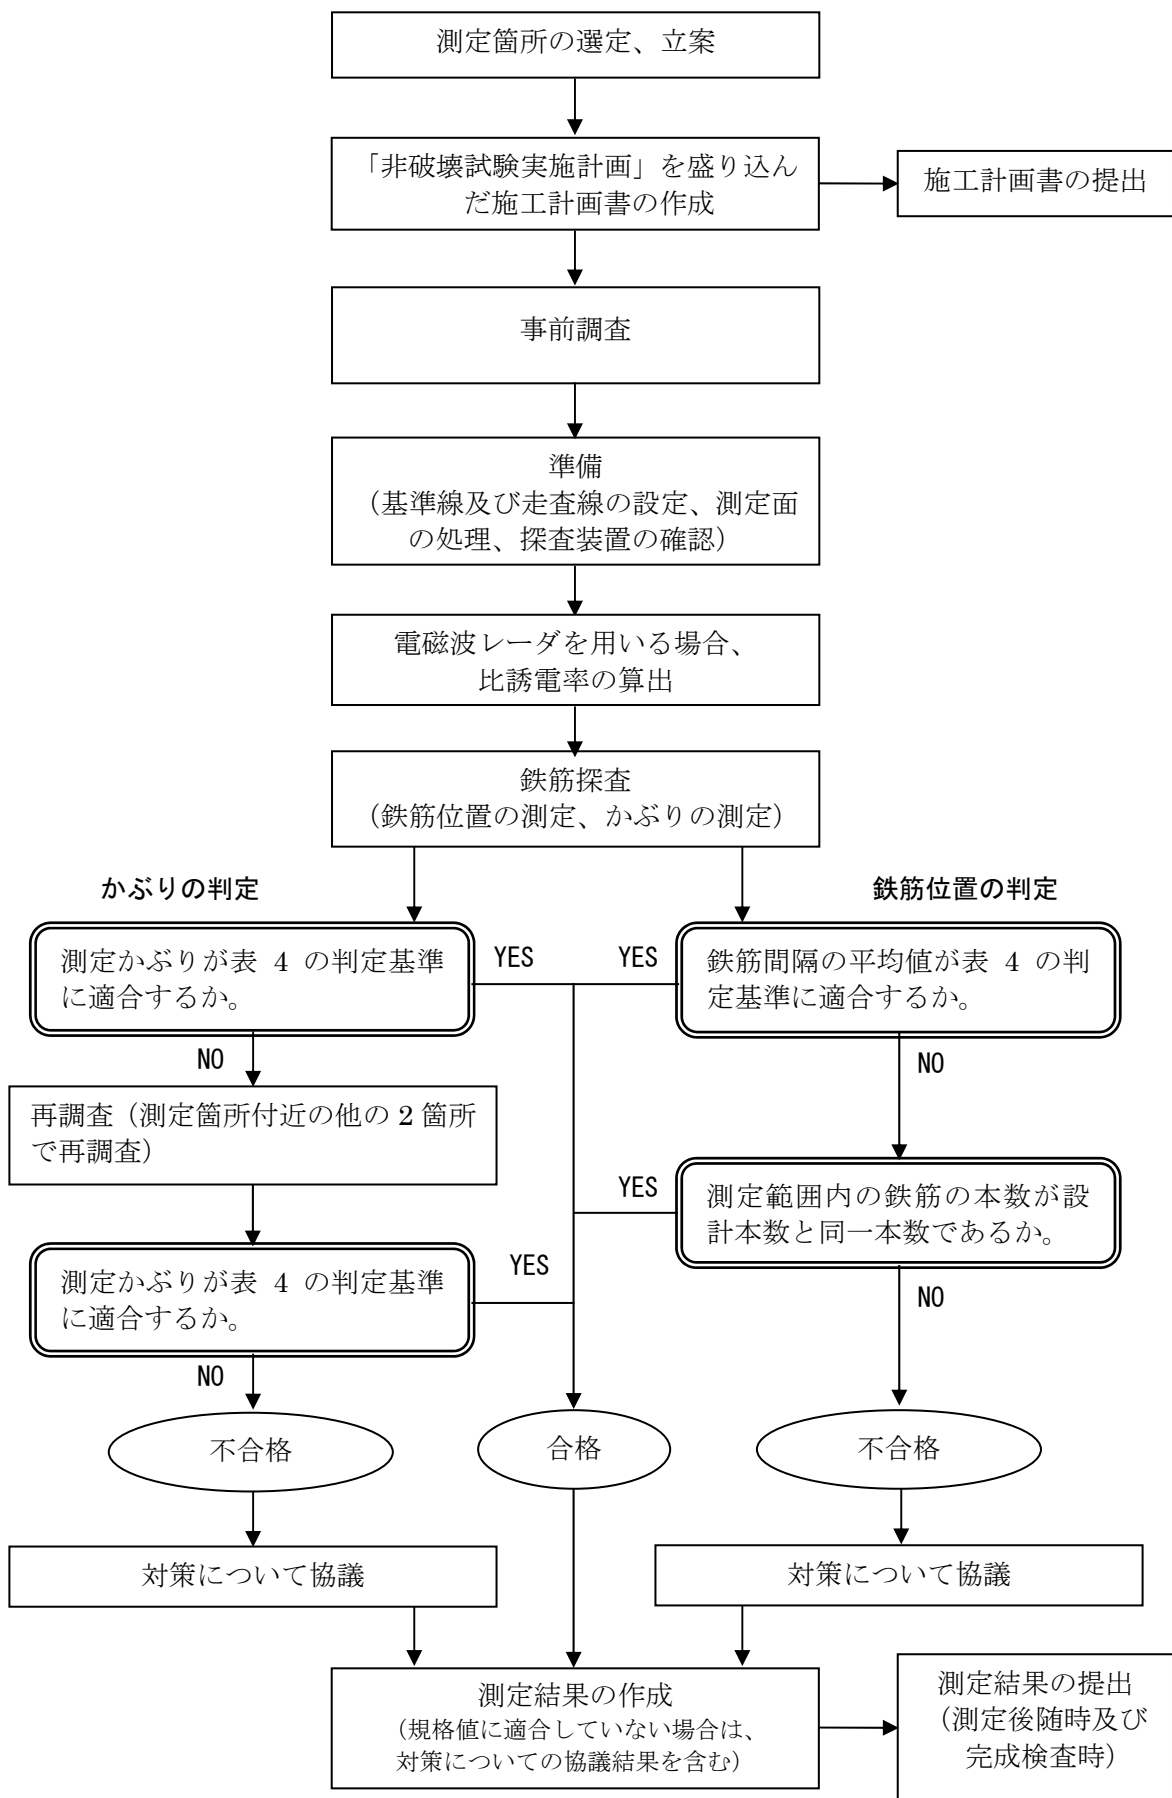 測定箇所の選定、立案
「非破壊試験実施計画」を盛り込ん
だ施工計画書の作成
施工計画書の提出
事前調査
準備
（基準線及び走査線の設定、測定面
の処理、探査装置の確認）
電磁波レーダを用いる場合、
比誘電率の算出
鉄筋探査
（鉄筋位置の測定、かぶりの測定）
かぶりの判定
鉄筋位置の判定
測定かぶりが表 4 の判定基準
に適合するか。
YES
YES
鉄筋間隔の平均値が表 4 の判
定基準に適合するか。
NO
NO
再調査（測定箇所付近の他の 2 箇所
で再調査）
YES
測定範囲内の鉄筋の本数が設
計本数と同一本数であるか。
測定かぶりが表 4 の判定基準
に適合するか。
YES
NO
NO
不合格
合格
不合格
対策について協議
対策について協議
測定結果の作成
（規格値に適合していない場合は、
対策についての協議結果を含む）
測定結果の提出
（測定後随時及び
完成検査時）